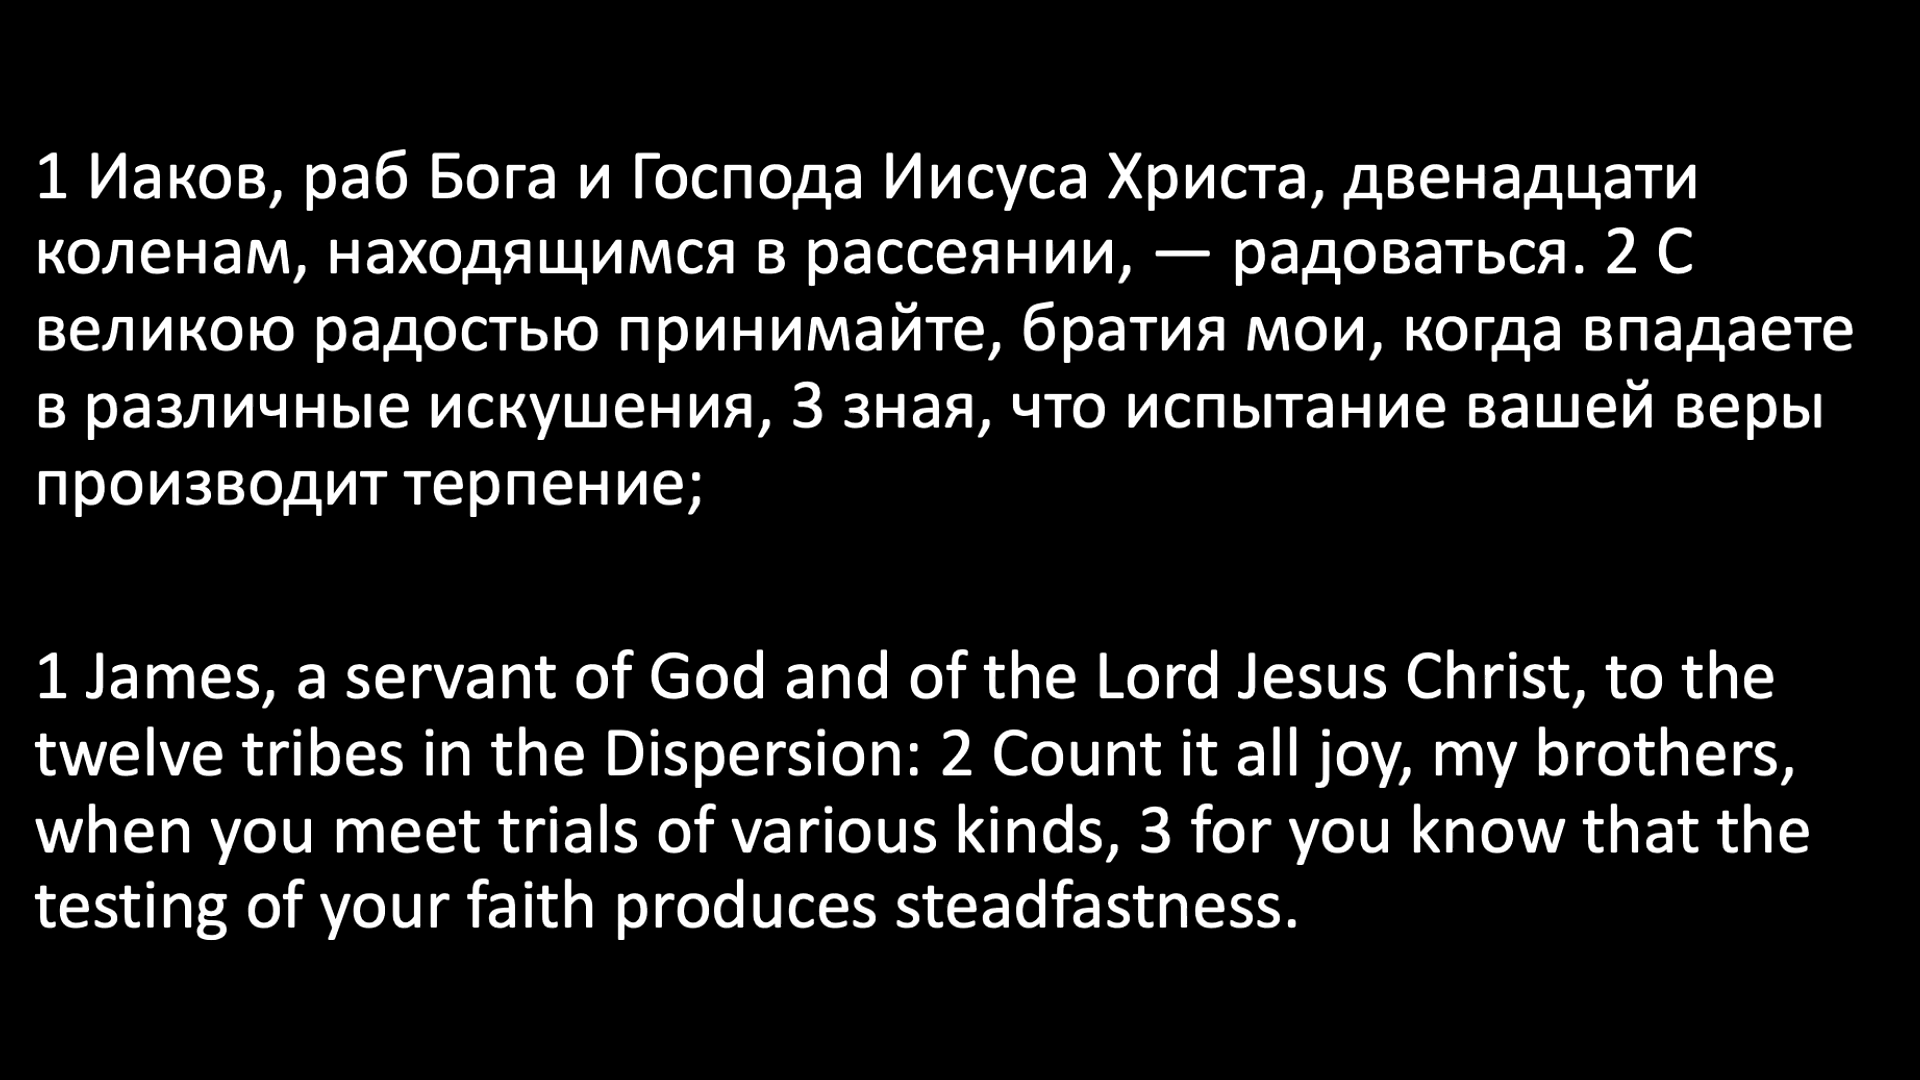 1 Иаков, раб Бога и Господа Иисуса Христа, двенадцати
коленам, находящимся в рассеянии, — радоваться. 2 С
великою радостью принимайте, братия мои, когда впадаете
в различные искушения, 3 зная, что испытание вашей веры
производит терпение;
1 James, a servant of God and of the Lord Jesus Christ, to the
twelve tribes in the Dispersion: 2 Count it all joy, my brothers,
when you meet trials of various kinds, 3 for you know that the
testing of your faith produces steadfastness.